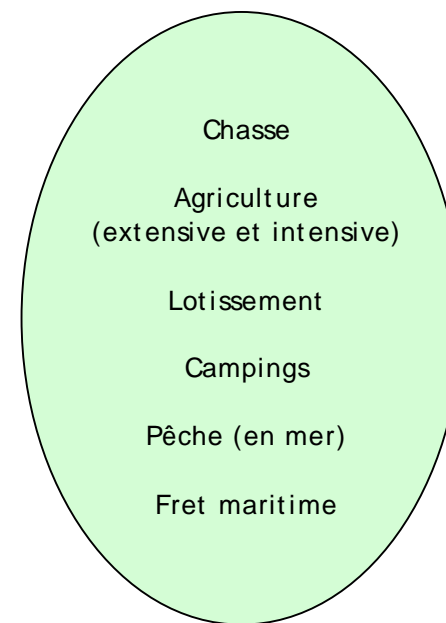 Chasse
Agriculture
(extensive et intensive)
Lotissement
Campings
Pêche (en mer)
Fret maritime